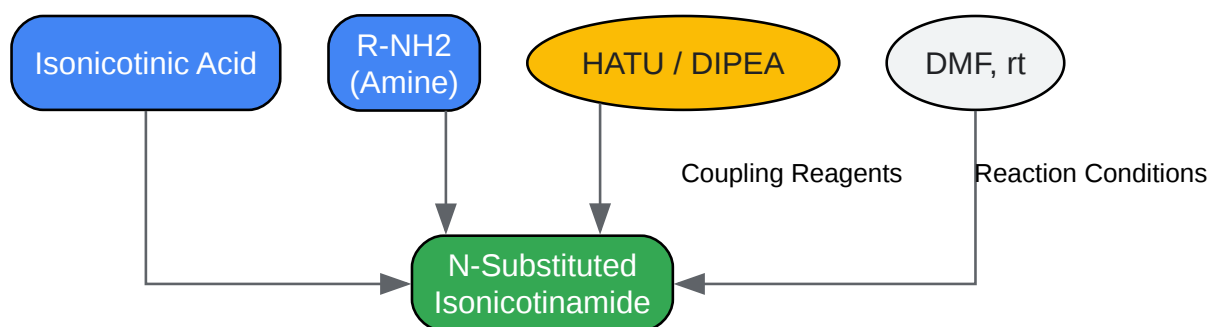 Isonicotinic Acid
R-NH2
(Amine)
HATU / DIPEA
DMF, rt
Coupling Reagents
Reaction Conditions
N-Substituted
Isonicotinamide